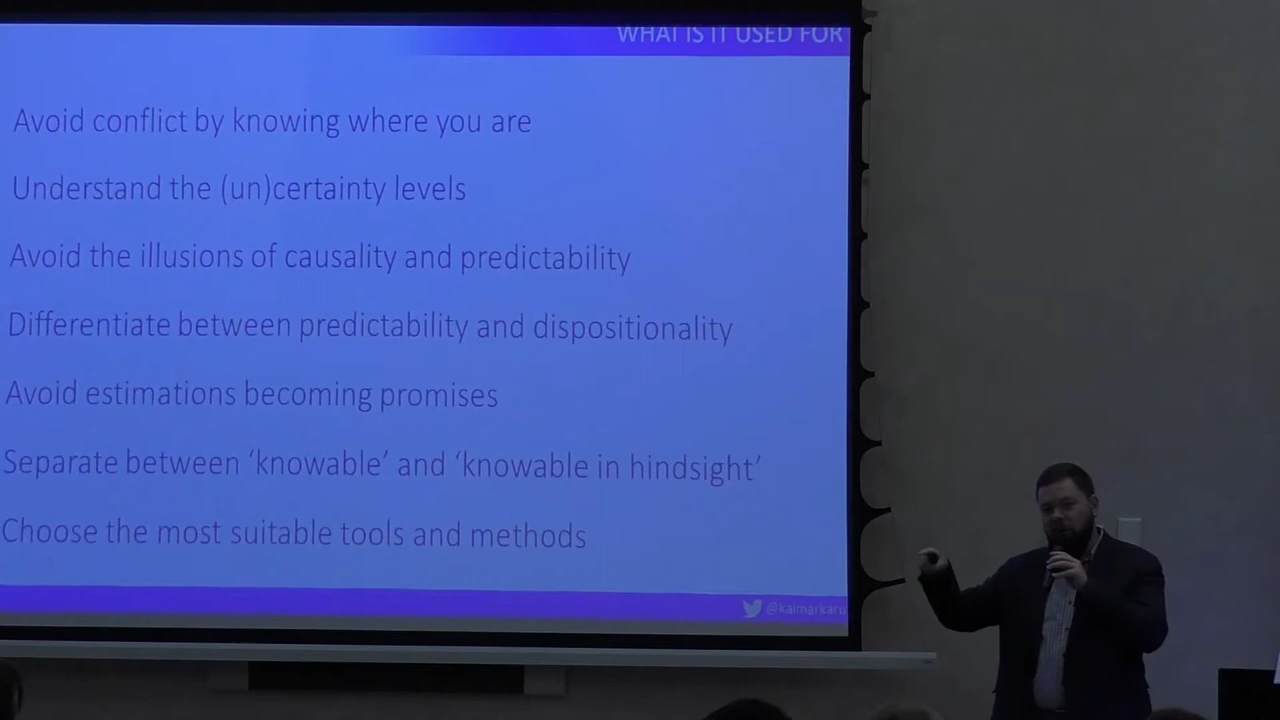 WHAT IS IT USED FOR
Avoid conflict by knowing where you are
Understand the (un)certainty levels
Avoid the illusions of causality and predictability
Differentiate between predictability and dispositionality
Avoid estimations becoming promises
Separate between ‘knowable’ and ‘knowable in hindsight’
Choose the most suitable tools and methods
@kaimarkaru